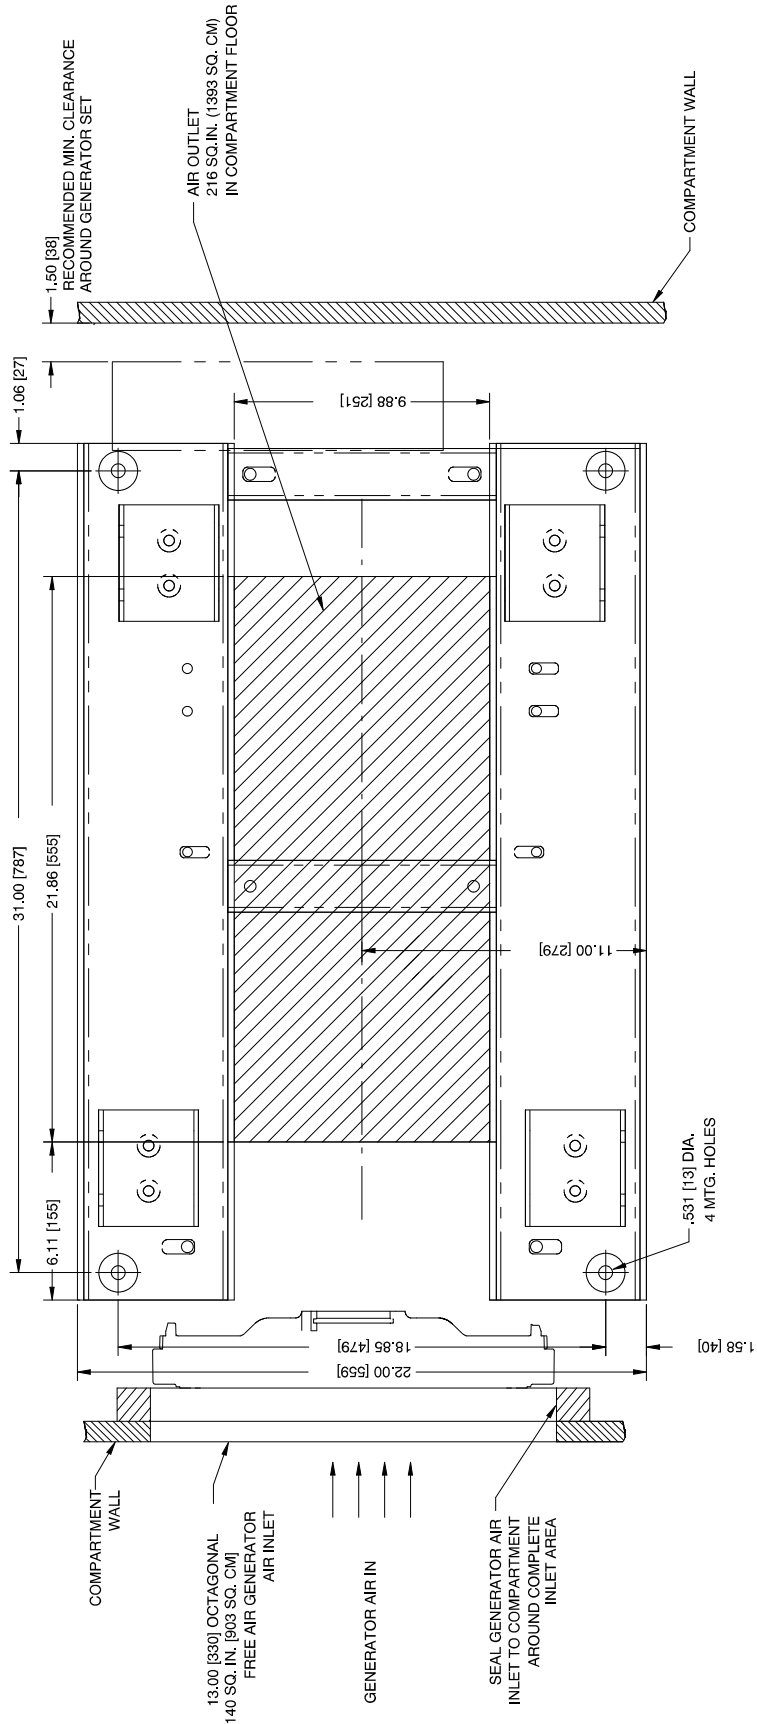 1.50 [38]
RECOMMENDED MIN. CLEARANCE
AROUND GENERATOR SET
AIR OUTLET
216 SQ.IN. (1393 SQ. CM)
IN COMPARTMENT FLOOR
COMPARTMENT WALL
1.06 [27]
9.88 [251]
31.00 [787]
21.86 [555]
11.00 [279]
6.11 [155]
.531 [13] DIA.
4 MTG. HOLES
18.85 [479]
22.00 [559]
1.58 [40]
COMPARTMENT
WALL
13.00 [330] OCTAGONAL
140 SQ. IN. [903 SQ. CM]
FREE AIR GENERATOR
AIR INLET
GENERATOR AIR IN
SEAL GENERATOR AIR
INLET TO COMPARTMENT
AROUND COMPLETE
INLET AREA